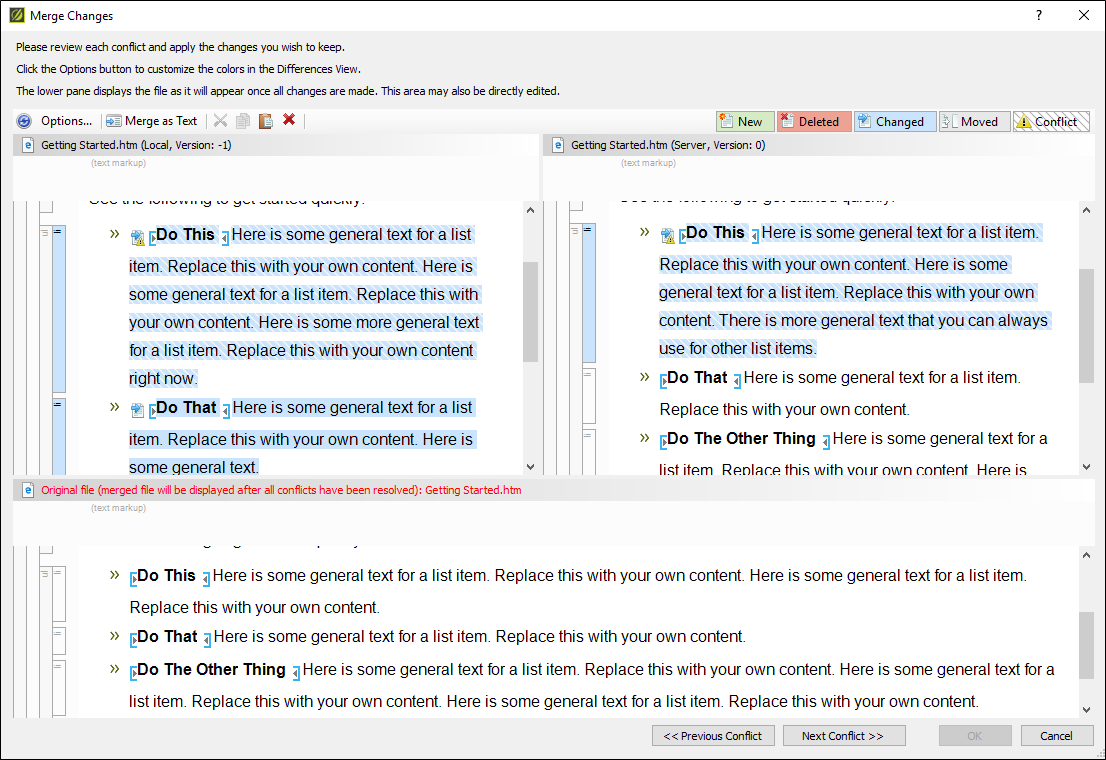 Merge Changes
?
Please review each conflict and apply the changes you wish to keep.
Click the Options button to customize the colors in the Differences View.
The lower pane displays the file as it will appear once all changes are made. This area may also be directly edited.
Options... Merge as Text New Deleted Changed Moved Conflict
Getting Started.htm (Local, Version: -1)
(text markup)
See the following to get started quickly:
» Do This Here is some general text for a list
item. Replace this with your own content. Here is
some general text for a list item. Replace this with
your own content. Here is some more general text
for a list item. Replace this with your own content
right now.
» Do That Here is some general text for a list
item. Replace this with your own content. Here is
some general text.
Getting Started.htm (Server, Version: 0)
(text markup)
See the following to get started quickly:
» Do This Here is some general text for a list item.
Replace this with your own content. Here is some
general text for a list item. Replace this with your own
content. There is more general text that you can always
use for other list items.
» Do That Here is some general text for a list item.
Replace this with your own content.
» Do The Other Thing Here is some general text for a
list item. Replace this with your own content. Here is
Original file (merged file will be displayed after all conflicts have been resolved): Getting Started.htm
(text markup)
» Do This Here is some general text for a list item. Replace this with your own content. Here is some general text for a list item.
Replace this with your own content.
» Do That Here is some general text for a list item. Replace this with your own content.
» Do The Other Thing Here is some general text for a list item. Replace this with your own content. Here is some general text for a
list item. Replace this with your own content. Here is some general text for a list item. Replace this with your own content.
<< Previous Conflict Next Conflict >> OK Cancel